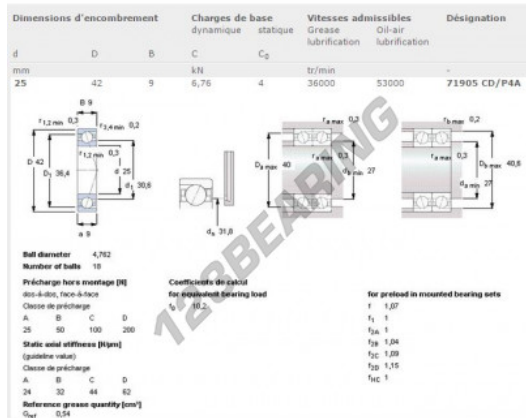 Dimensions d'encombrement Charges de base Vitesses admissibles Désignation
dynamique statique Grease lubrification Oil-air lubrification
d D B C C0
mm kN tr/min -
25 42 9 6,76 4 36000 53000 71905 CD/P4A
B 9
r1,2 min 0,3 r3,4 min 0,2
r1,2 min 0,3
D 42
D1 36,4
d 25
d1 30,6
a 9
dn 31,8
ra max 0,3
ra max 0,3
Da max 40
db min 27
rb max 0,2
ra max 0,3
Db max 40,6
da min 27
123BEARING
Ball diameter 4,762
Number of balls 18
Précharge hors montage [N]
dos-à-dos, face-à-face
Classe de précharge
A B C D
25 50 100 200
Static axial stiffness [N/µm]
(guideline value)
Classe de précharge
A B C D
24 32 44 62
Reference grease quantity [cm³]
Gref 0,54
Coefficients de calcul
for equivalent bearing load
f0 10,2
for preload in mounted bearing sets
f 1,07
f1 1
f2A 1
f2B 1,04
f2C 1,09
f2D 1,15
fHC 1